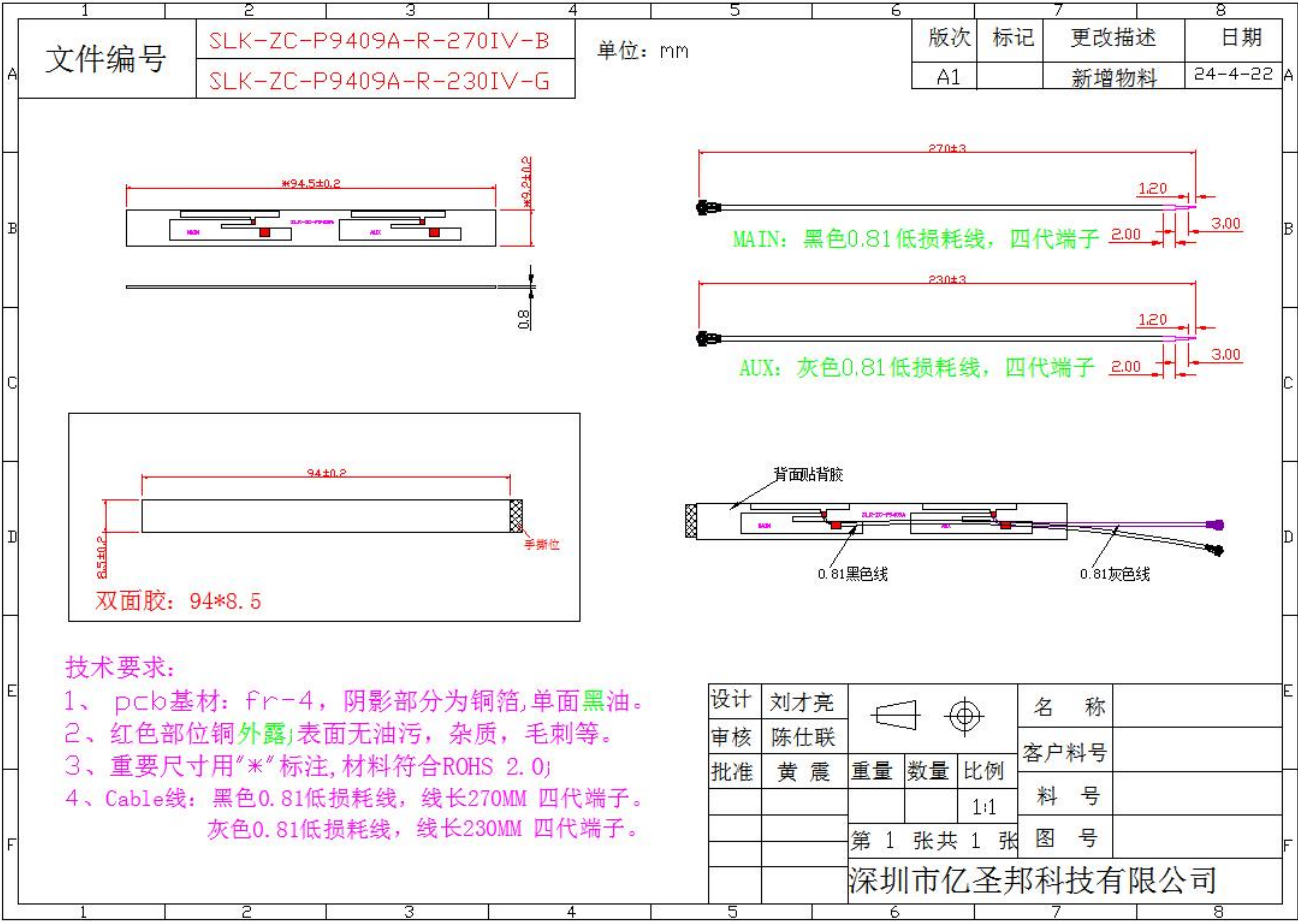 1 2 3 4 5 6 7 8
文件编号
SLK-ZC-P9409A-R-270IV-B
SLK-ZC-P9409A-R-230IV-G
单位：mm
版次 标记 更改描述 日期
A1 新增物料 24-4-22
A A
*94.5±0.2
*9.2±0.2
MAIN
SLK-ZC-P9409A
AUX
0.8
B B
270±3
1.20
3.00
2.00
MAIN：黑色0.81低损耗线，四代端子
230±3
1.20
3.00
2.00
AUX：灰色0.81低损耗线，四代端子
C C
94±0.2
8.5±0.2
手撕位
双面胶：94*8.5
背面贴背胶
MAIN
SLK-ZC-P9409A
AUX
0.81黑色线
0.81灰色线
D D
技术要求：
1、 pcb基材：fr-4，阴影部分为铜箔,单面黑油。
2、红色部位铜外露;表面无油污，杂质，毛刺等。
3、重要尺寸用"*"标注,材料符合ROHS 2.0;
4、Cable线：黑色0.81低损耗线，线长270MM 四代端子。
灰色0.81低损耗线，线长230MM 四代端子。
E E
设计 刘才亮
审核 陈仕联
批准 黄 震
重量 数量 比例
1:1
第 1 张共 1 张
名 称
客户料号
料 号
图 号
深圳市亿圣邦科技有限公司
F F
1 2 3 4 5 6 7 8